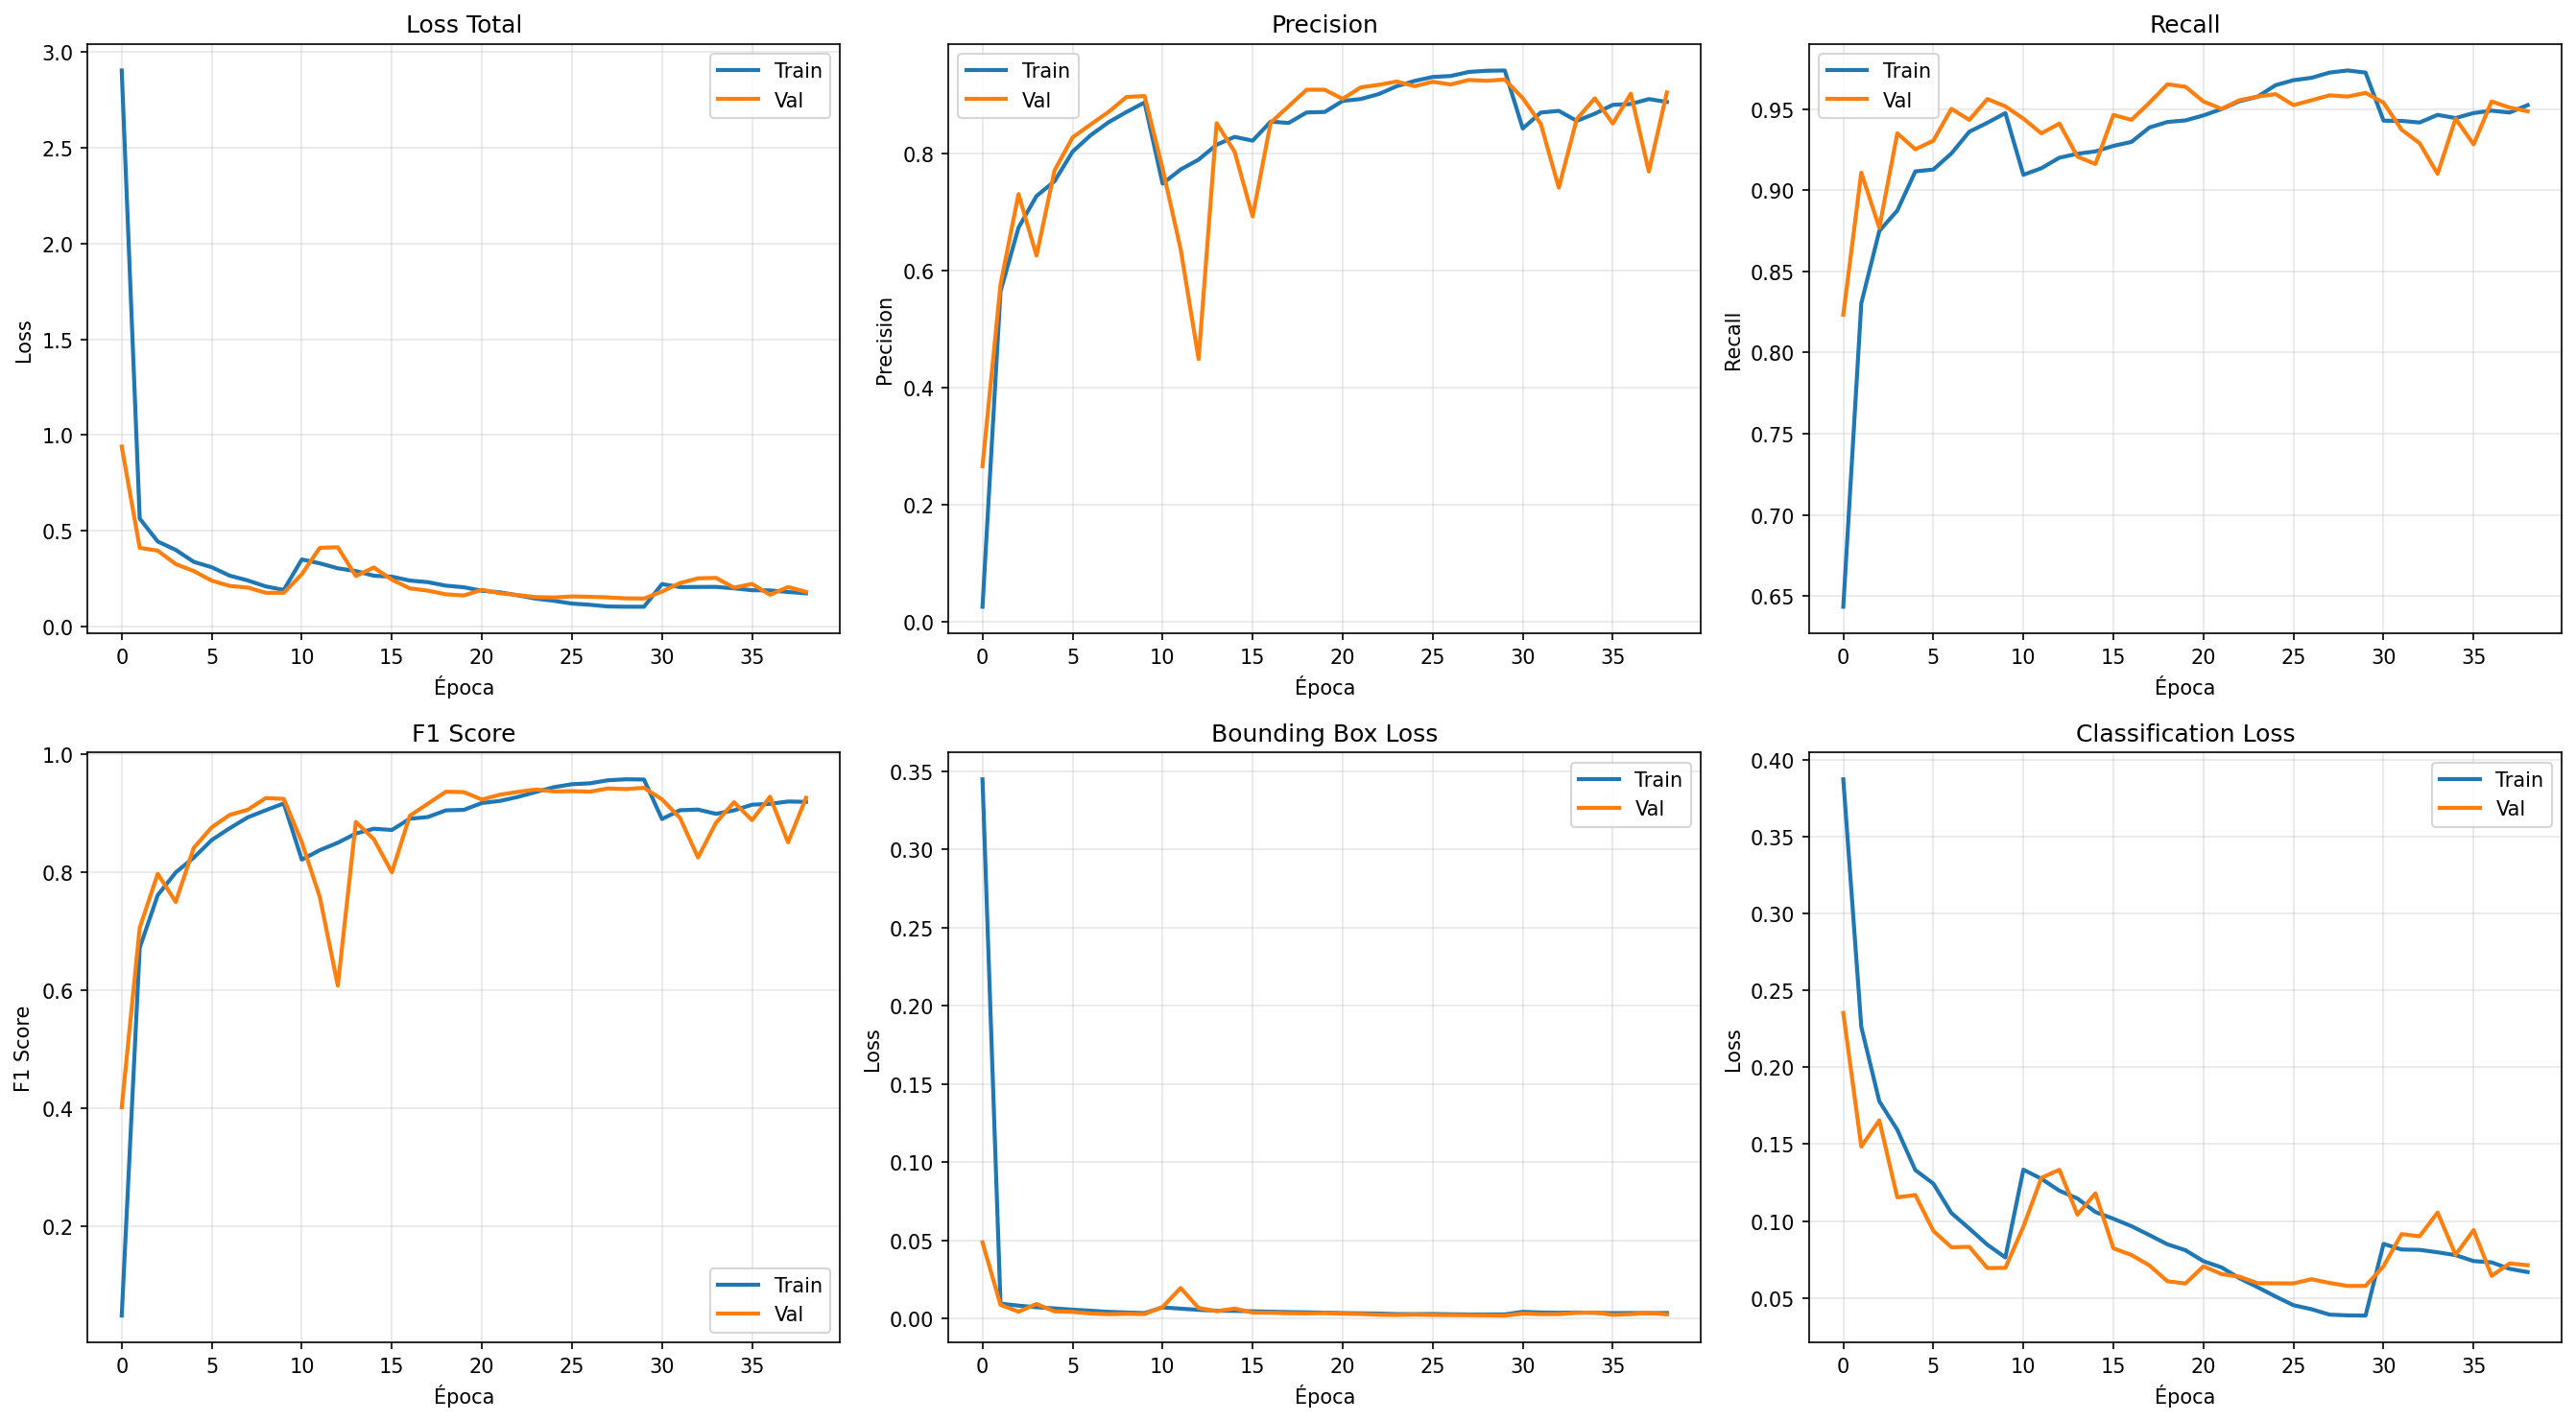 Loss Total
3.0
2.5
2.0
1.5
1.0
0.5
0.0
Loss
Train
Val
0 5 10 15 20 25 30 35
Época
Precision
0.8
0.6
0.4
0.2
0.0
Precision
Train
Val
0 5 10 15 20 25 30 35
Época
Recall
0.95
0.90
0.85
0.80
0.75
0.70
0.65
Recall
Train
Val
0 5 10 15 20 25 30 35
Época
F1 Score
1.0
0.8
0.6
0.4
0.2
F1 Score
Train
Val
0 5 10 15 20 25 30 35
Época
Bounding Box Loss
0.35
0.30
0.25
0.20
0.15
0.10
0.05
0.00
Loss
Train
Val
0 5 10 15 20 25 30 35
Época
Classification Loss
0.40
0.35
0.30
0.25
0.20
0.15
0.10
0.05
Loss
Train
Val
0 5 10 15 20 25 30 35
Época